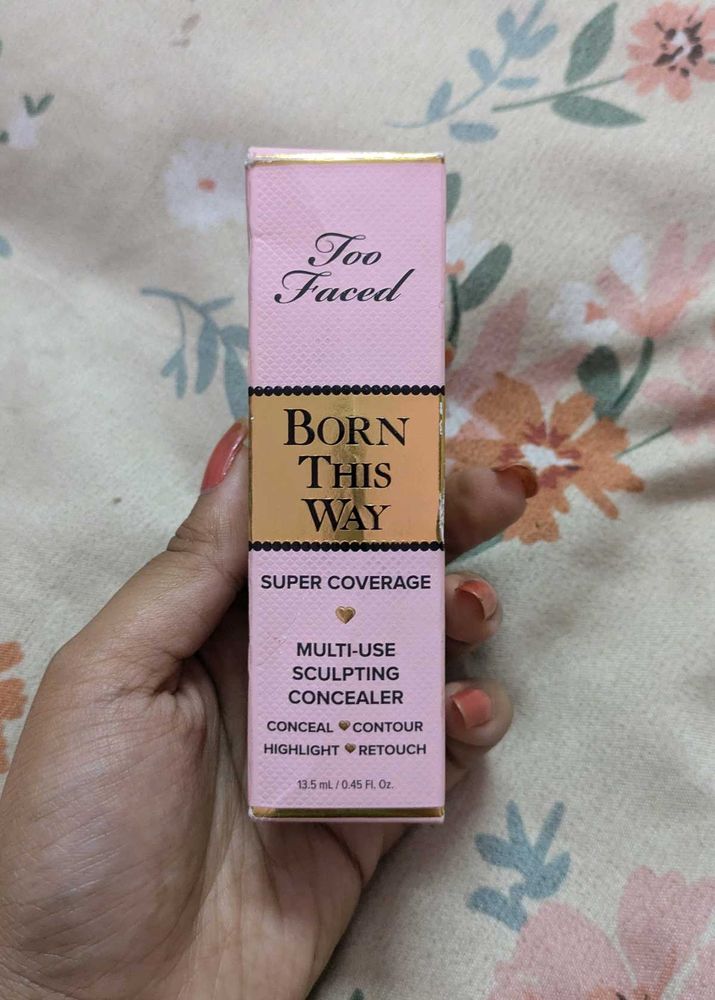 Too
Faced
BORN
THIS
WAY
SUPER COVERAGE
MULTI-USE
SCULPTING
CONCEALER
CONCEAL CONTOUR
HIGHLIGHT RETOUCH
13.5 mL / 0.45 Fl. Oz.